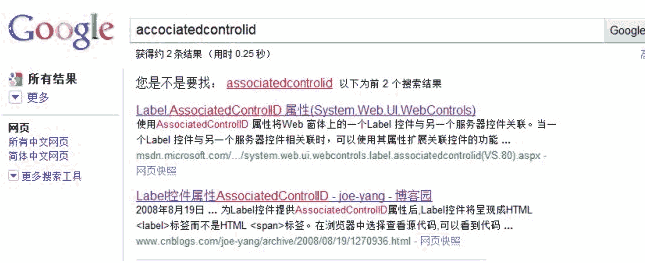 Google
accociatedcontrolid
Google
获得约 2 条结果 (用时 0.25 秒)
所有结果
更多
您是不是要找： associatedcontrolid 以下为前 2 个搜索结果
Label.AssociatedControlID 属性(System.Web.UI.WebControls)
使用AssociatedControlID 属性将Web 窗体上的一个Label 控件与另一个服务器控件关联。当一
个Label 控件与另一个服务器控件相关联时，可以使用其属性扩展关联控件的功能 ...
msdn.microsoft.com/.../system.web.ui.webcontrols.label.associatedcontrolid(VS.80).aspx -
网页快照
网页
所有中文网页
简体中文网页
更多搜索工具
Label控件属性AssociatedControlID - joe-yang - 博客园
2008年8月19日 ... 为Label控件提供AssociatedControlID属性后,Label控件将呈现成HTML
<label>标签而不是HTML <span>标签。在浏览器中选择查看源代码,可以看到代码 ...
www.cnblogs.com/joe-yang/archive/2008/08/19/1270936.html - 网页快照